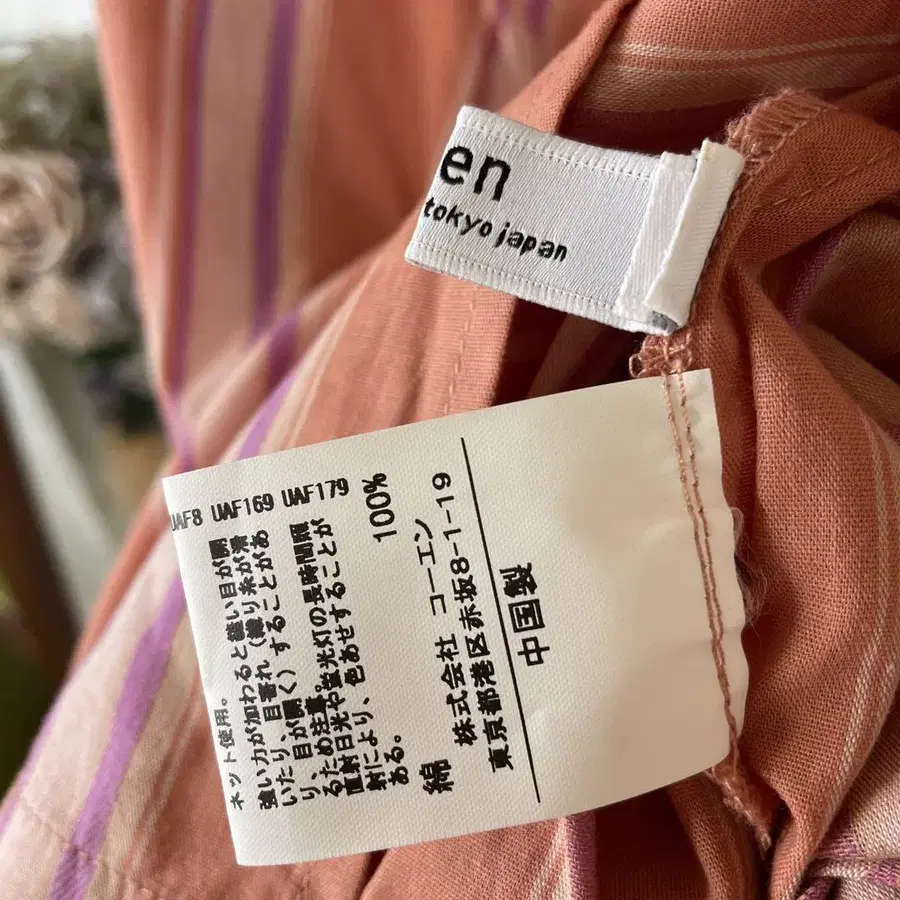 en
tokyo japan
UAF8 UAF169 UAF179
ネット使用。
強い力が加わると縫い目が開
いたり、目寄れ(織り糸が滑
り、目が開く)することがあ
るため注意。
直射日光や蛍光灯の長時間照
射により、色あせすることが
ある。
綿 100%
株式会社 コーエン
東京都港区赤坂8-1-19
中国製